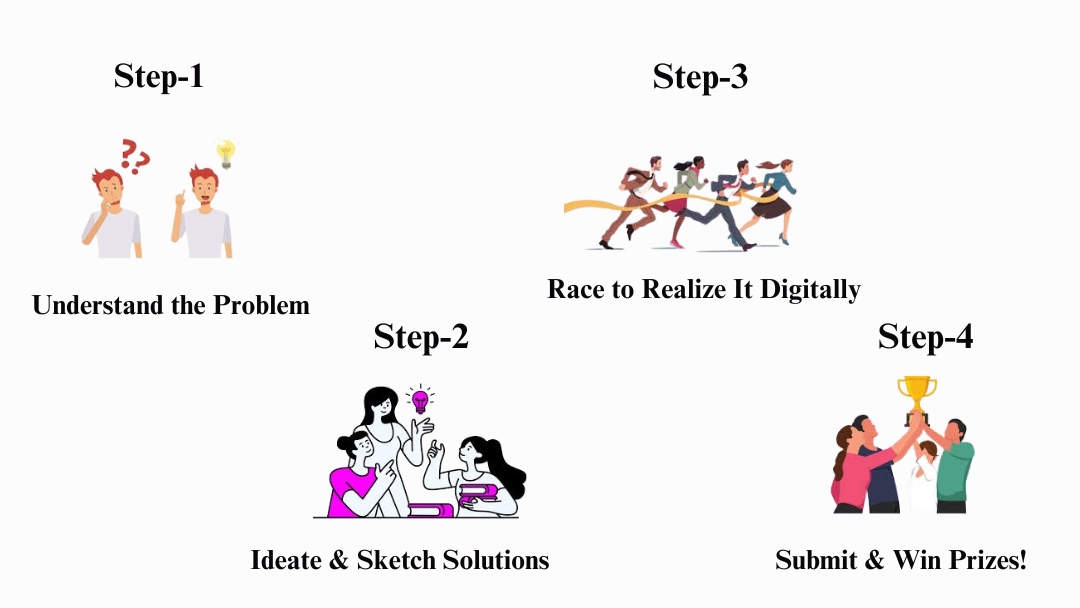 Step-1
Understand the Problem
Step-2
Ideate & Sketch Solutions
Step-3
Race to Realize It Digitally
Step-4
Submit & Win Prizes!